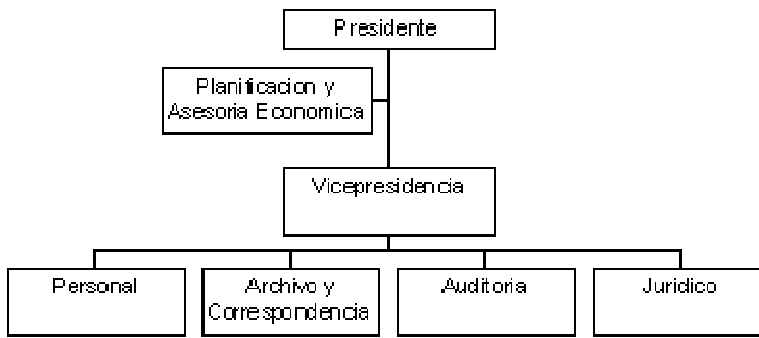 Presidente
Planificacion y
Asesoria Economica
Vicepresidencia
Personal
Archivo y
Correspondencia
Auditoria
Juridico